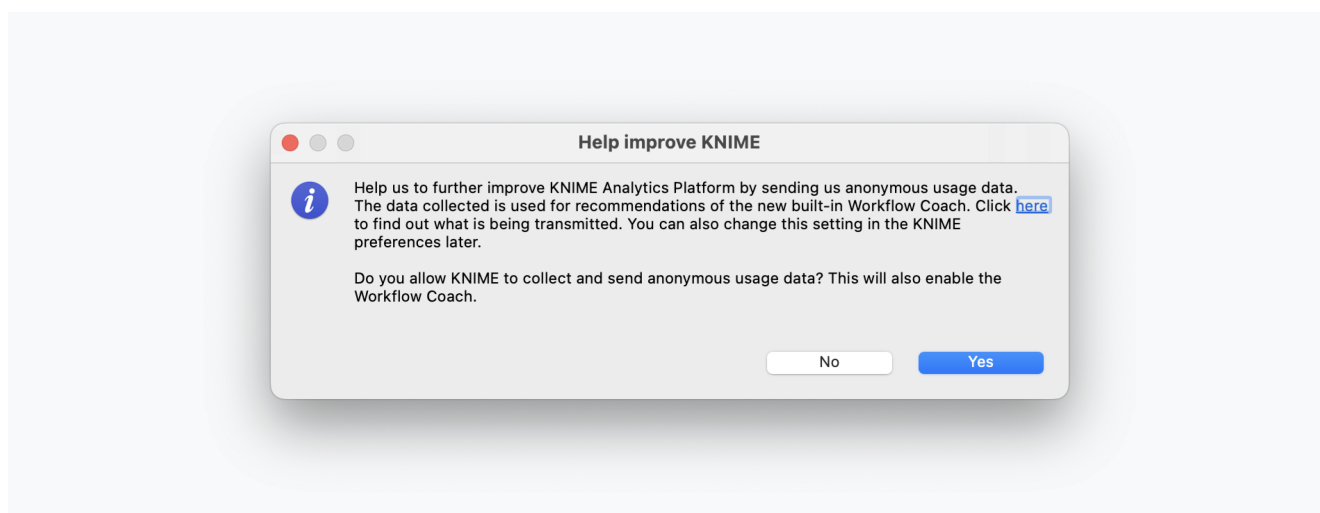 Help improve KNIME
Help us to further improve KNIME Analytics Platform by sending us anonymous usage data.
The data collected is used for recommendations of the new built-in Workflow Coach. Click here
to find out what is being transmitted. You can also change this setting in the KNIME
preferences later.
Do you allow KNIME to collect and send anonymous usage data? This will also enable the
Workflow Coach.
No
Yes